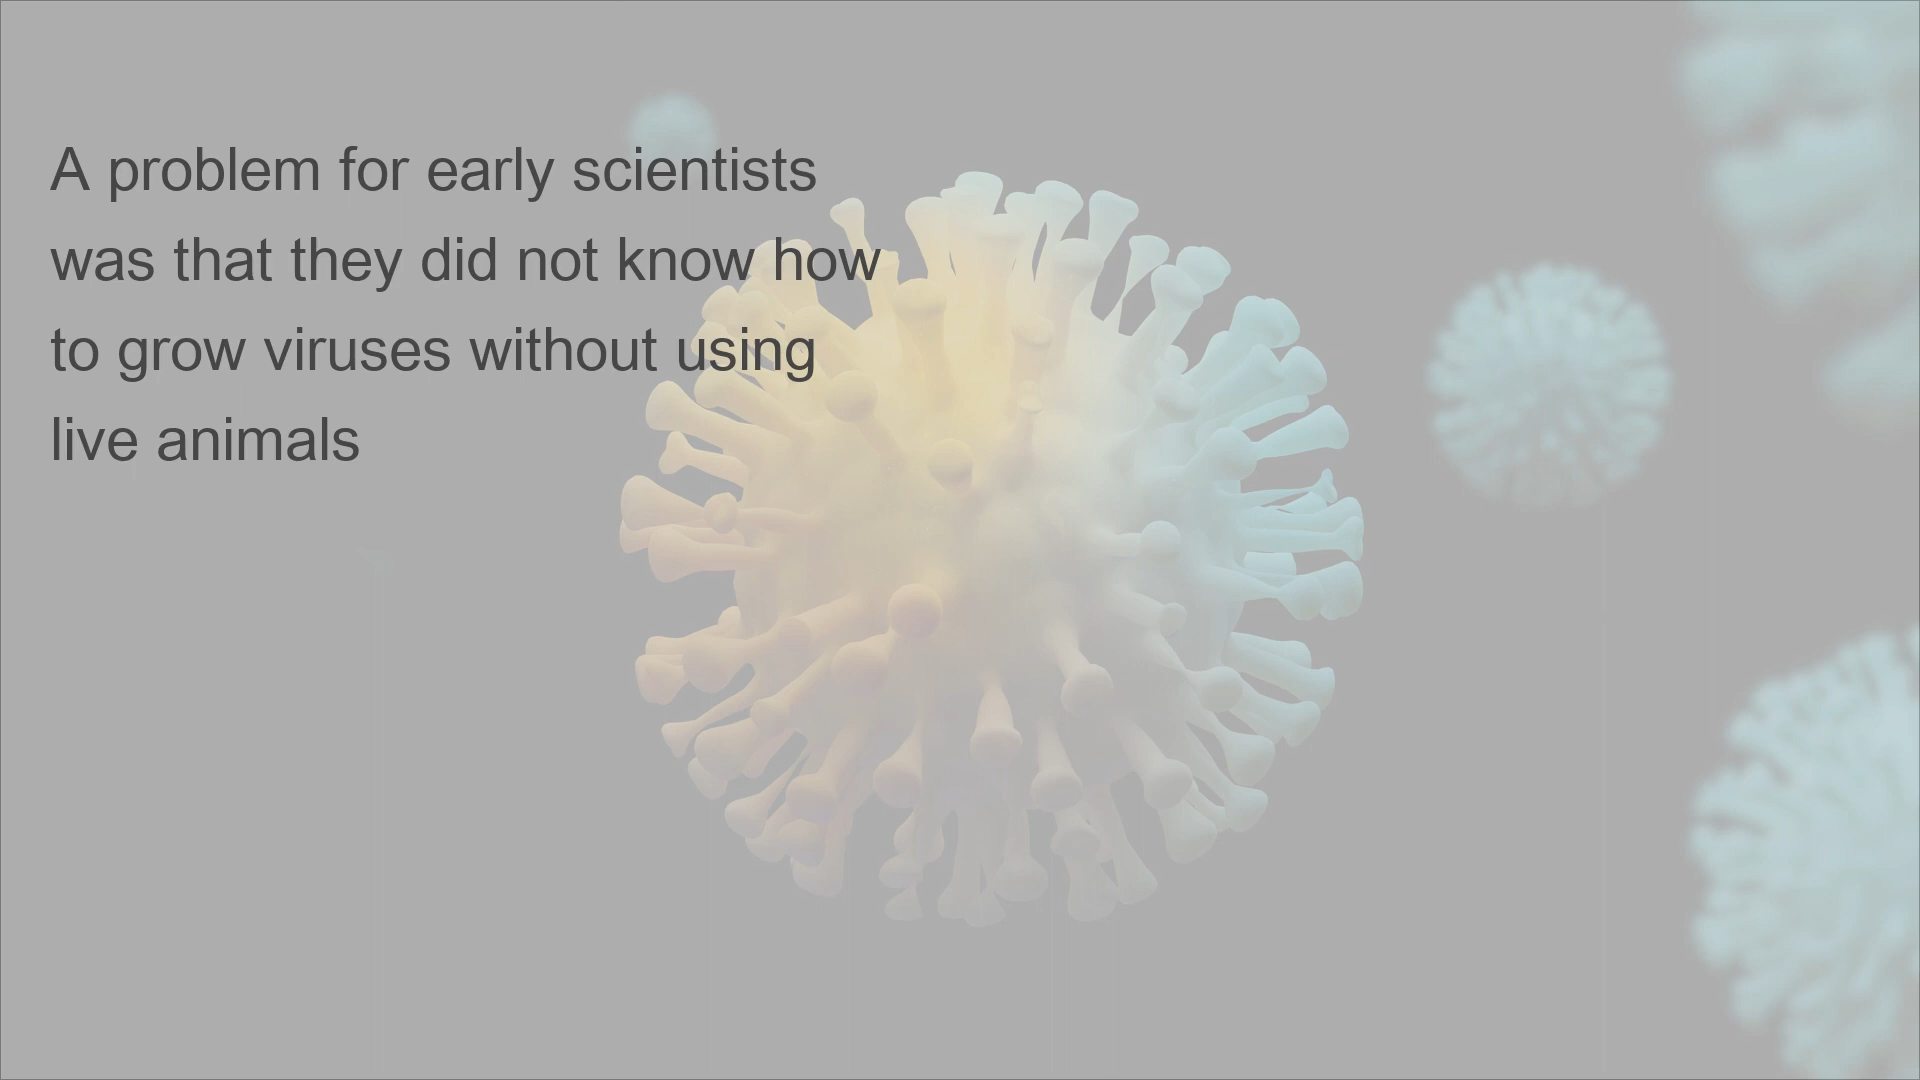 A problem for early scientists
was that they did not know how
to grow viruses without using
live animals